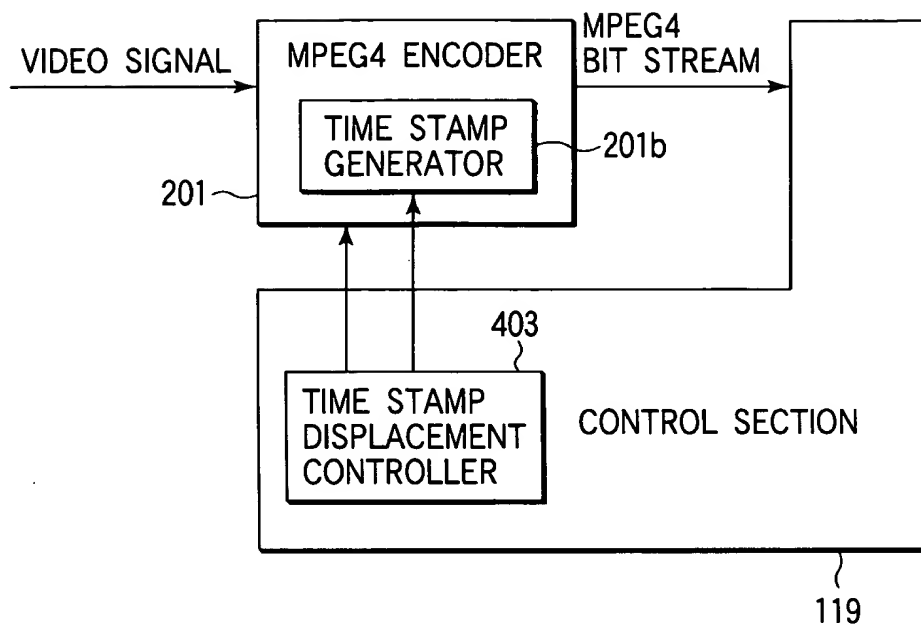 VIDEO SIGNAL
MPEG4 ENCODER
MPEG4
BIT STREAM
TIME STAMP
GENERATOR
201b
201
403
TIME STAMP
DISPLACEMENT
CONTROLLER
CONTROL SECTION
119